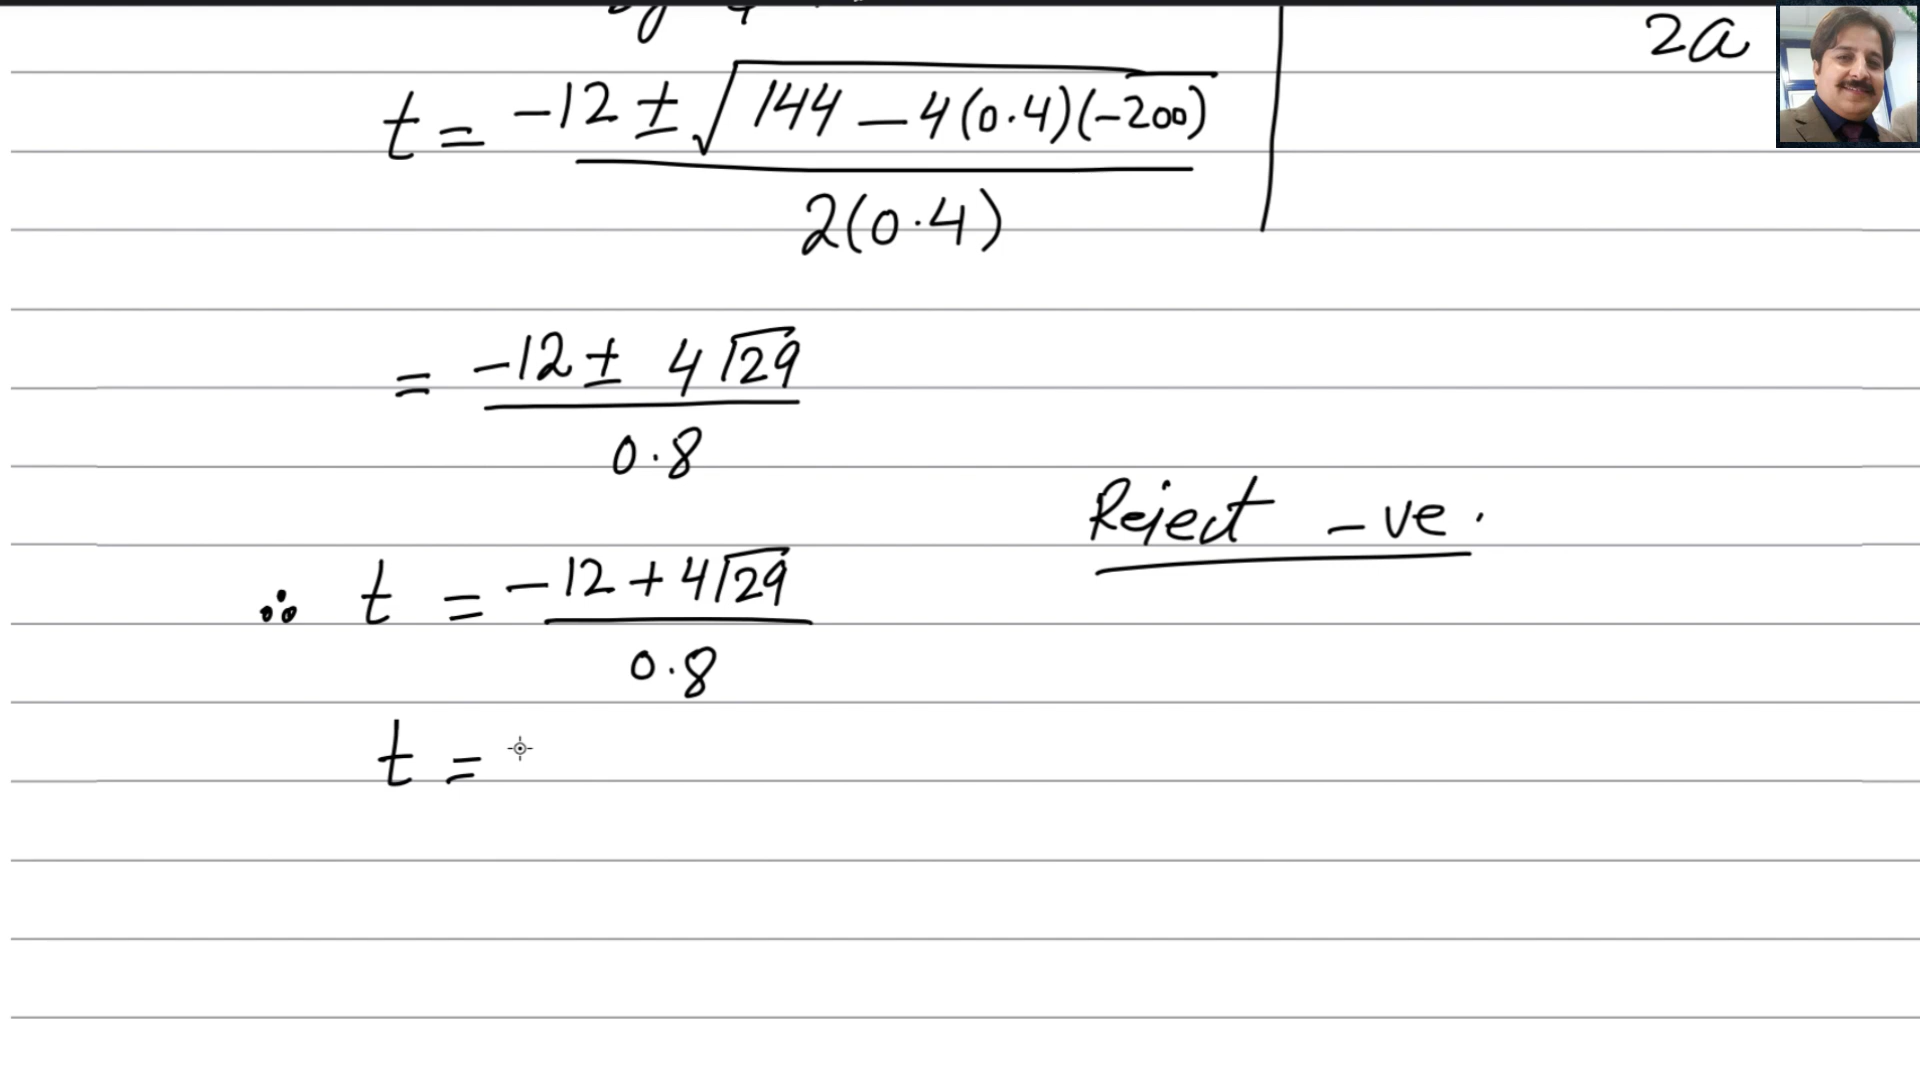 2a
t = -12 ± √144 - 4(0.4)(-200)
2(0.4)
= -12 ± 4√29
0.8
Reject -ve.
∴ t = -12 + 4√29
0.8
t =